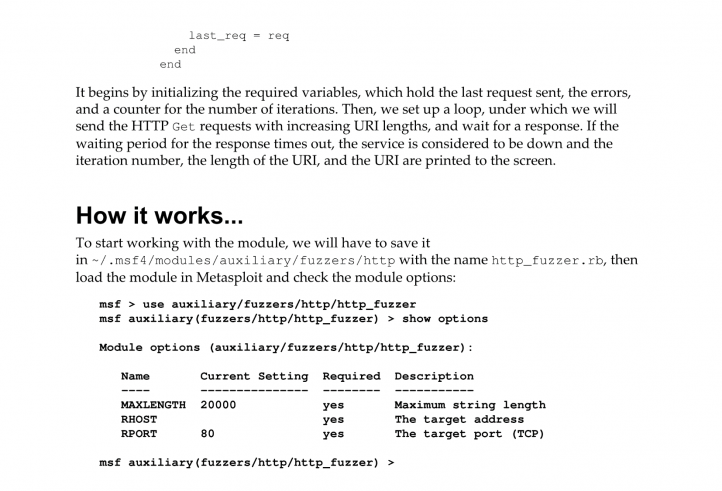 last_req = req
end
end
It begins by initializing the required variables, which hold the last request sent, the errors,
and a counter for the number of iterations. Then, we set up a loop, under which we will
send the HTTP Get requests with increasing URI lengths, and wait for a response. If the
waiting period for the response times out, the service is considered to be down and the
iteration number, the length of the URI, and the URI are printed to the screen.
How it works...
To start working with the module, we will have to save it
in ~/.msf4/modules/auxiliary/fuzzers/http with the name http_fuzzer.rb, then
load the module in Metasploit and check the module options:
msf > use auxiliary/fuzzers/http/http_fuzzer
msf auxiliary(fuzzers/http/http_fuzzer) > show options
Module options (auxiliary/fuzzers/http/http_fuzzer):
Name Current Setting Required Description
---- --------------- -------- -----------
MAXLENGTH 20000 yes Maximum string length
RHOST yes The target address
RPORT 80 yes The target port (TCP)
msf auxiliary(fuzzers/http/http_fuzzer) >